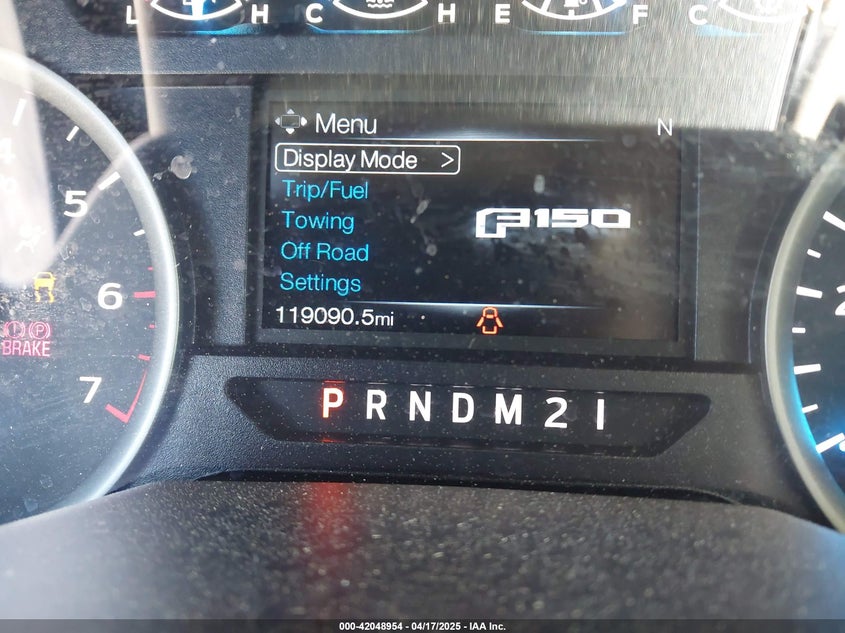 L H C H E F C
Menu N
Display Mode >
Trip/Fuel
5
Towing
F150
Off Road
6
Settings
119090.5mi
P
BRAKE
7
P R N D M 2 1
2
000-42048954 - 04/17/2025 - IAA Inc.